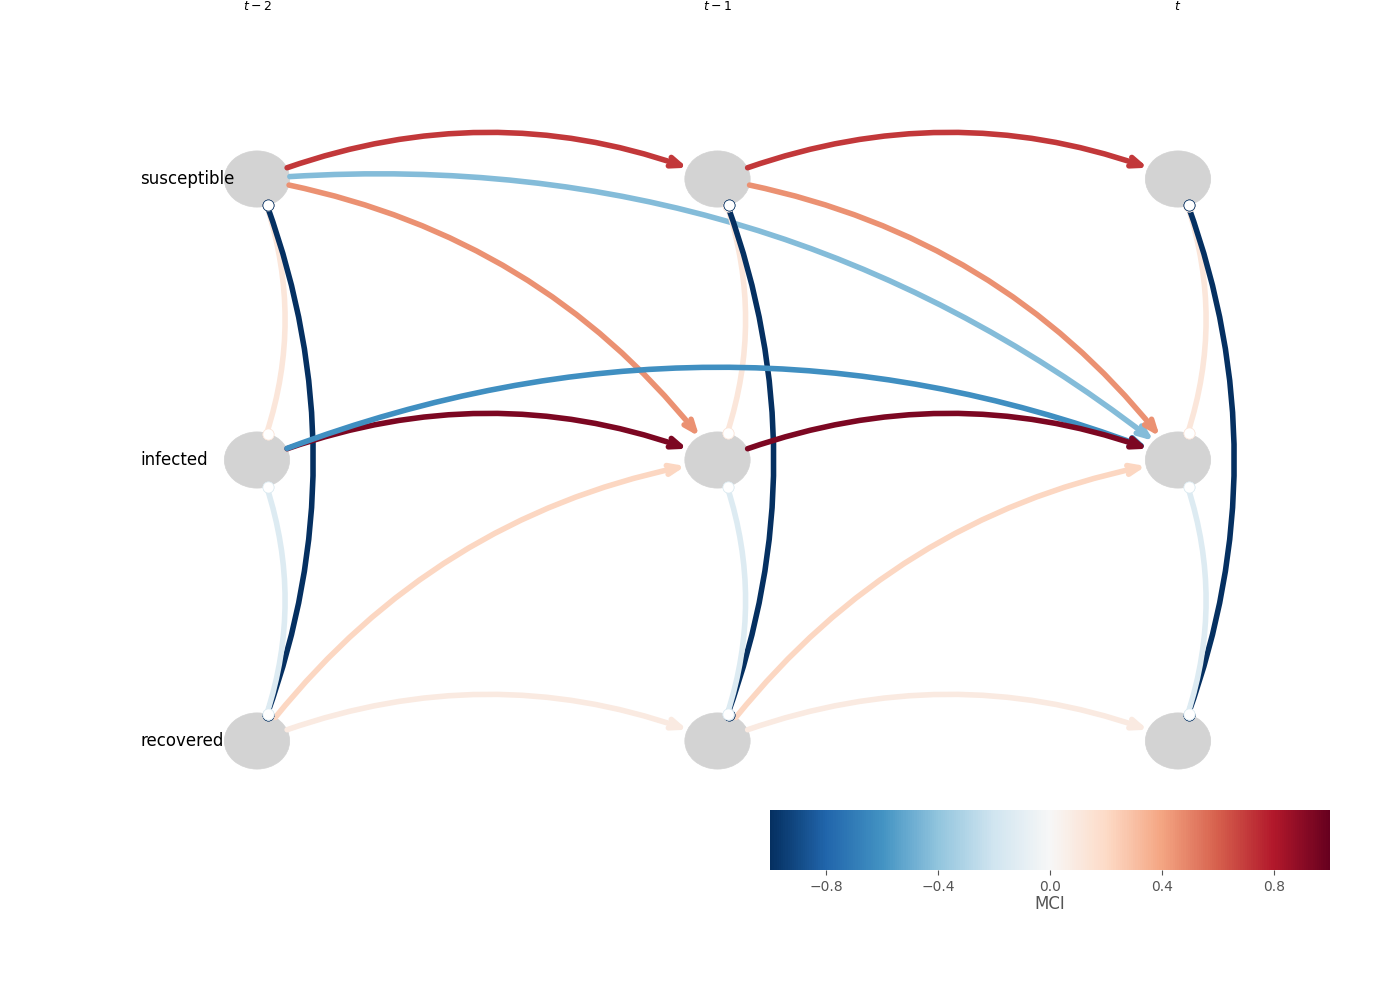 t − 2 t − 1 t
susceptible
infected
recovered
−0.8 −0.4 0.0 0.4 0.8
MCI